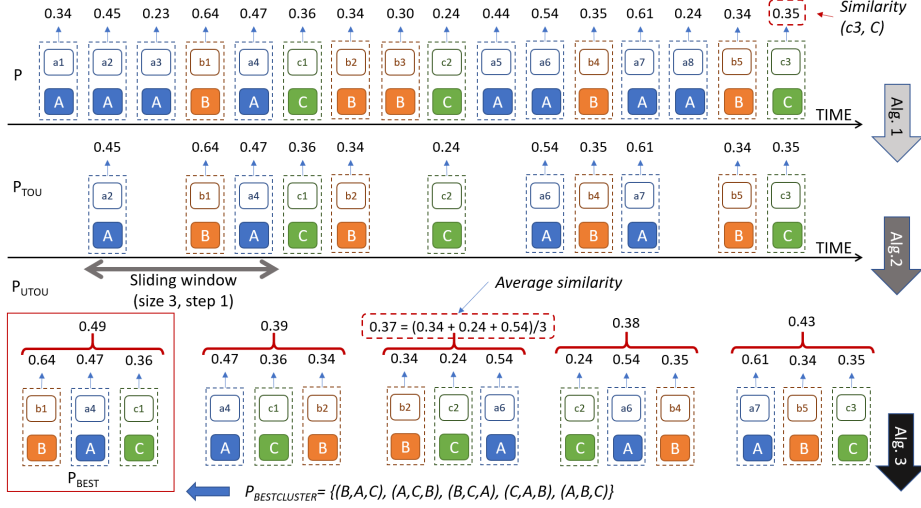 0.34 0.45 0.23 0.64 0.47 0.36 0.34 0.30 0.24 0.44 0.54 0.35 0.61 0.24 0.34 0.35
Similarity
(c3, C)
a1 a2 a3 b1 a4 c1 b2 b3 c2 a5 a6 b4 a7 a8 b5 c3
P
A A A B A C B B C A A B A A B C
Alg. 1
TIME
0.45 0.64 0.47 0.36 0.34 0.24 0.54 0.35 0.61 0.34 0.35
a2 b1 a4 c1 b2 c2 a6 b4 a7 b5 c3
PTOU
A B A C B C A B A B C
Alg.2
TIME
Sliding window
(size 3, step 1)
PUTOU
Average similarity
0.49 0.39 0.37 = (0.34 + 0.24 + 0.54)/3 0.38 0.43
0.64 0.47 0.36 0.47 0.36 0.34 0.34 0.24 0.54 0.24 0.54 0.35 0.61 0.34 0.35
b1 a4 c1 a4 c1 b2 b2 c2 a6 c2 a6 b4 a7 b5 c3
B A C A C B B C A C A B A B C
Alg. 3
PBEST
PBESTCLUSTER= {(B,A,C), (A,C,B), (B,C,A), (C,A,B), (A,B,C)}